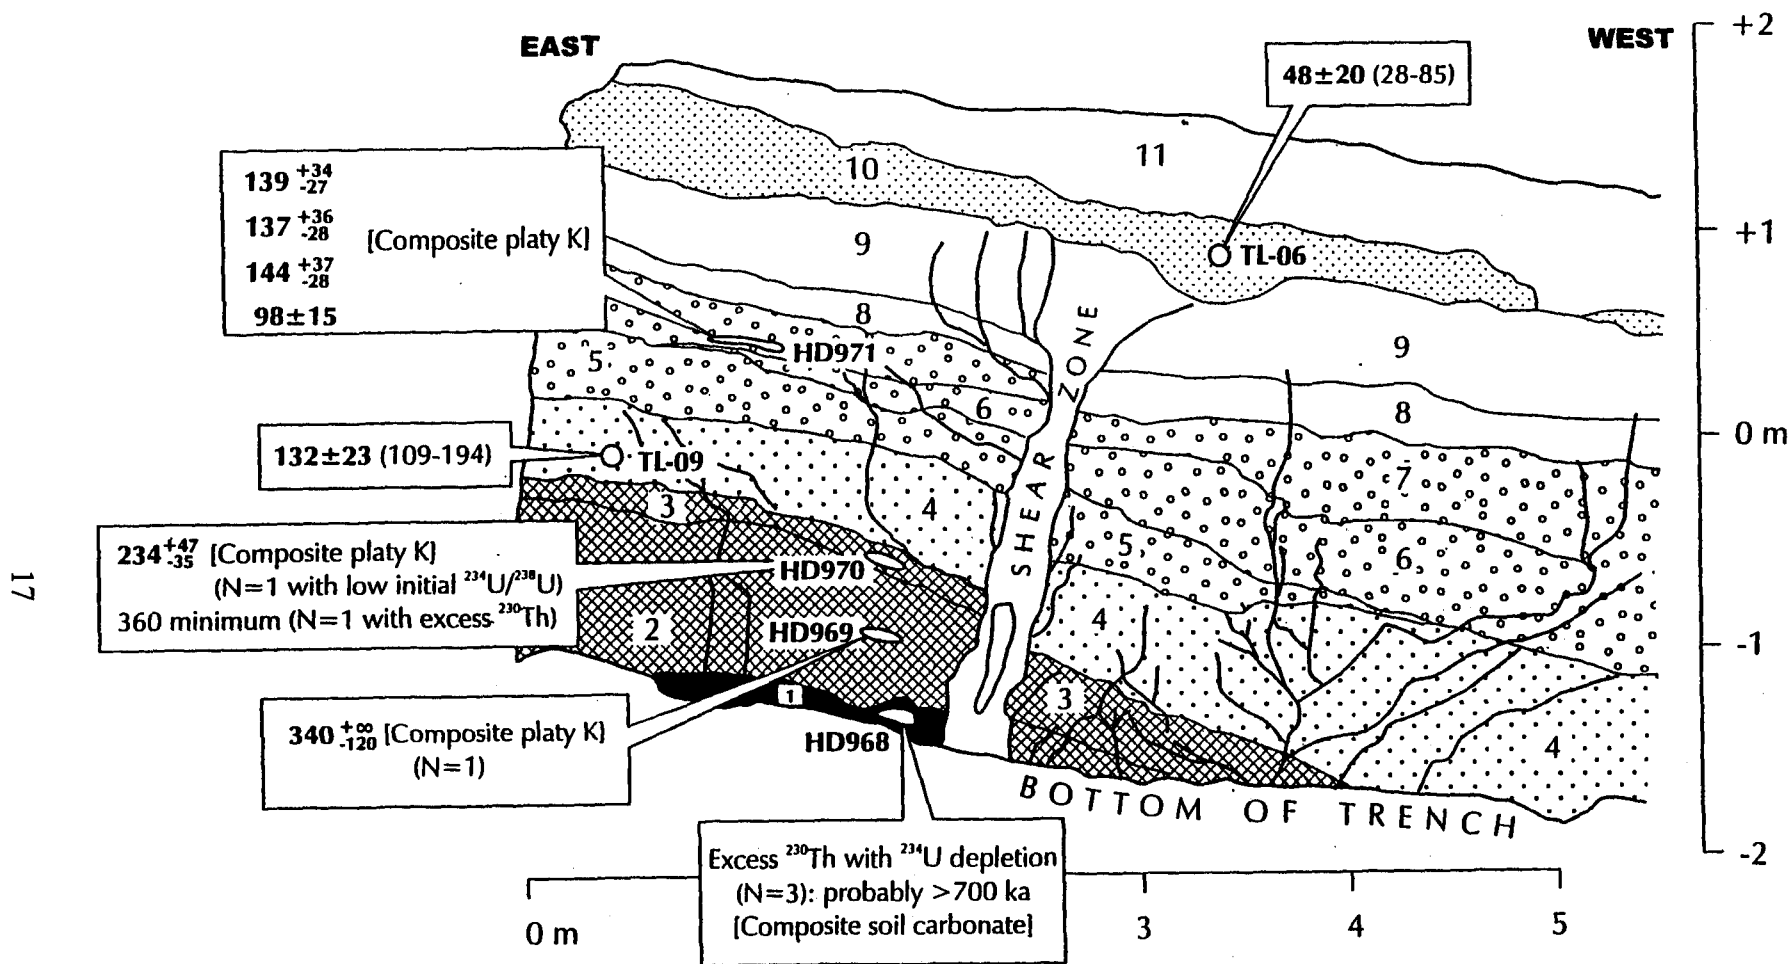 EAST
WEST
+2
48±20 (28-85)
139 +34 -27
137 +36 -28
144 +37 -28
98±15
[Composite platy K]
10
11
+1
9
TL-06
8
HD971
ZONE
9
5
6
8
0 m
132±23 (109-194)
TL-09
SHEAR
7
3
4
5
6
234 +47 -35 [Composite platy K]
(N=1 with low initial ²³⁴U/²³⁸U)
360 minimum (N=1 with excess ²³⁰Th)
HD970
17
2
HD969
4
-1
1
3
340 +∞ -120 [Composite platy K]
(N=1)
HD968
4
BOTTOM OF TRENCH
-2
Excess ²³⁰Th with ²³⁴U depletion
(N=3): probably >700 ka
[Composite soil carbonate]
0 m
3
4
5